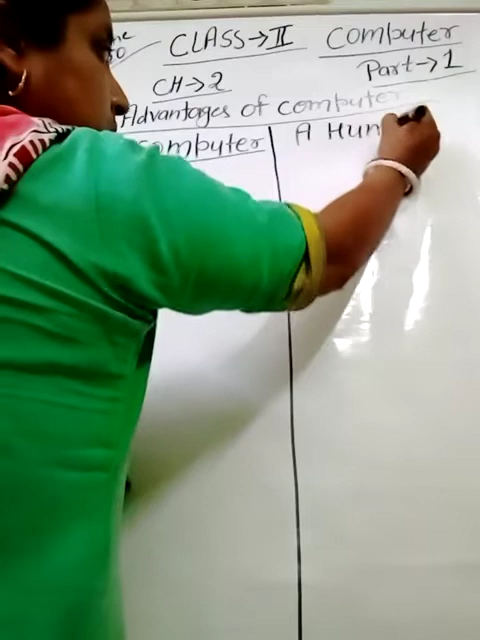 CLASS→II Computer
CH→2 Part→1
Advantages of computer
Computer A Hun